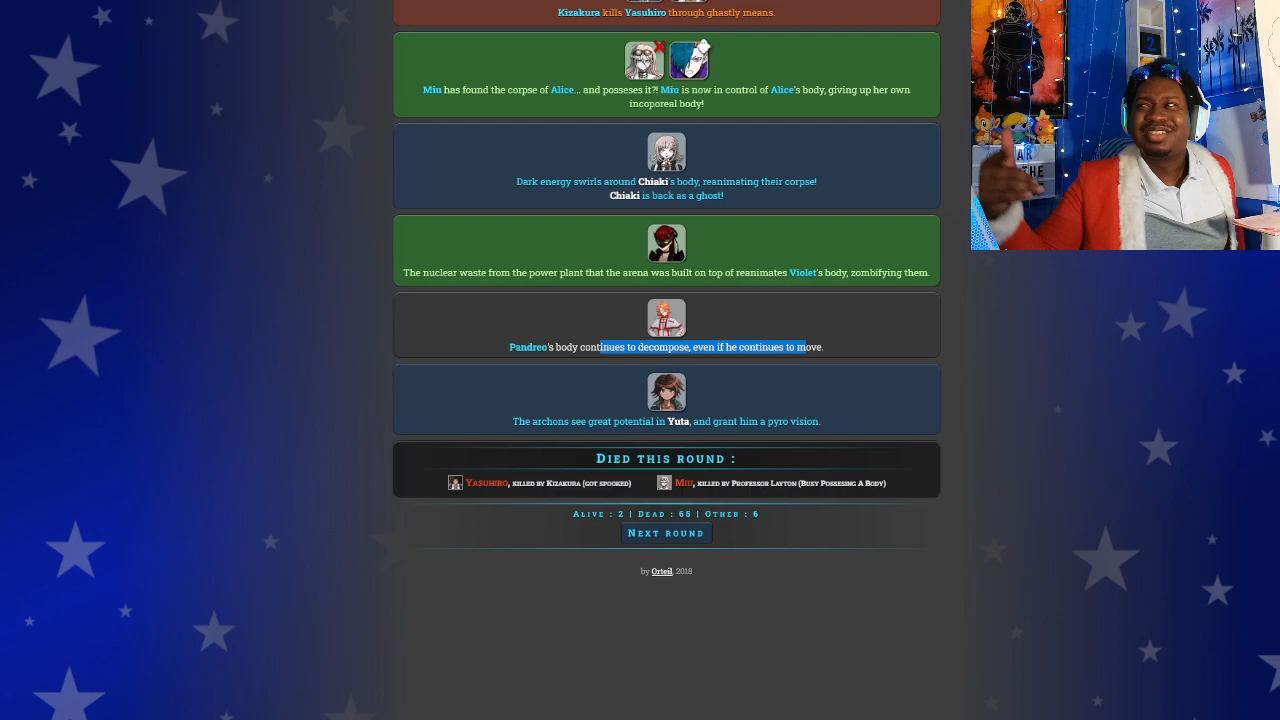 Kizakura kills Yasuhiro through ghastly means.
Miu has found the corpse of Alice... and posseses it?! Miu is now in control of Alice's body, giving up her own
incoporeal body!
Dark energy swirls around Chiaki's body, reanimating their corpse!
Chiaki is back as a ghost!
The nuclear waste from the power plant that the arena was built on top of reanimates Violet's body, zombifying them.
Pandreo's body continues to decompose, even if he continues to move.
The archons see great potential in Yuta, and grant him a pyro vision.
Died this round :
Yasuhiro, killed by Kizakura (got spooked)
Miu, killed by Professor Layton (Busy Possesing A Body)
Alive : 2 | Dead : 65 | Other : 6
Next round
by Orteil, 2018
2
AR
THE